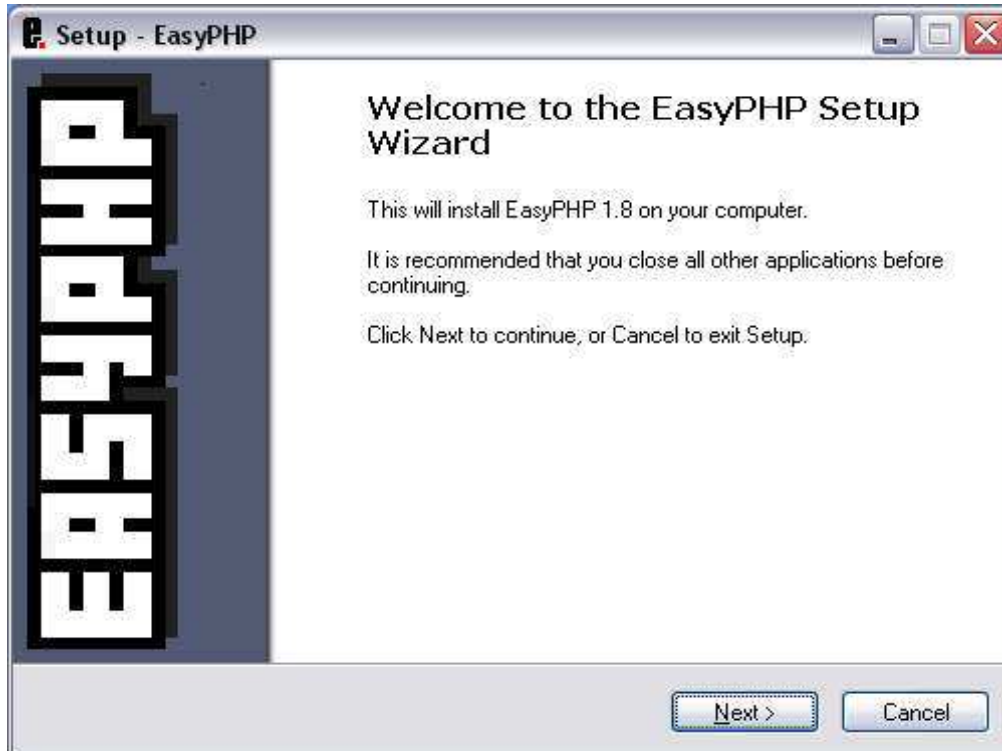 e. Setup - EasyPHP
EASYPHP
Welcome to the EasyPHP Setup
Wizard
This will install EasyPHP 1.8 on your computer.
It is recommended that you close all other applications before
continuing.
Click Next to continue, or Cancel to exit Setup.
Next >
Cancel